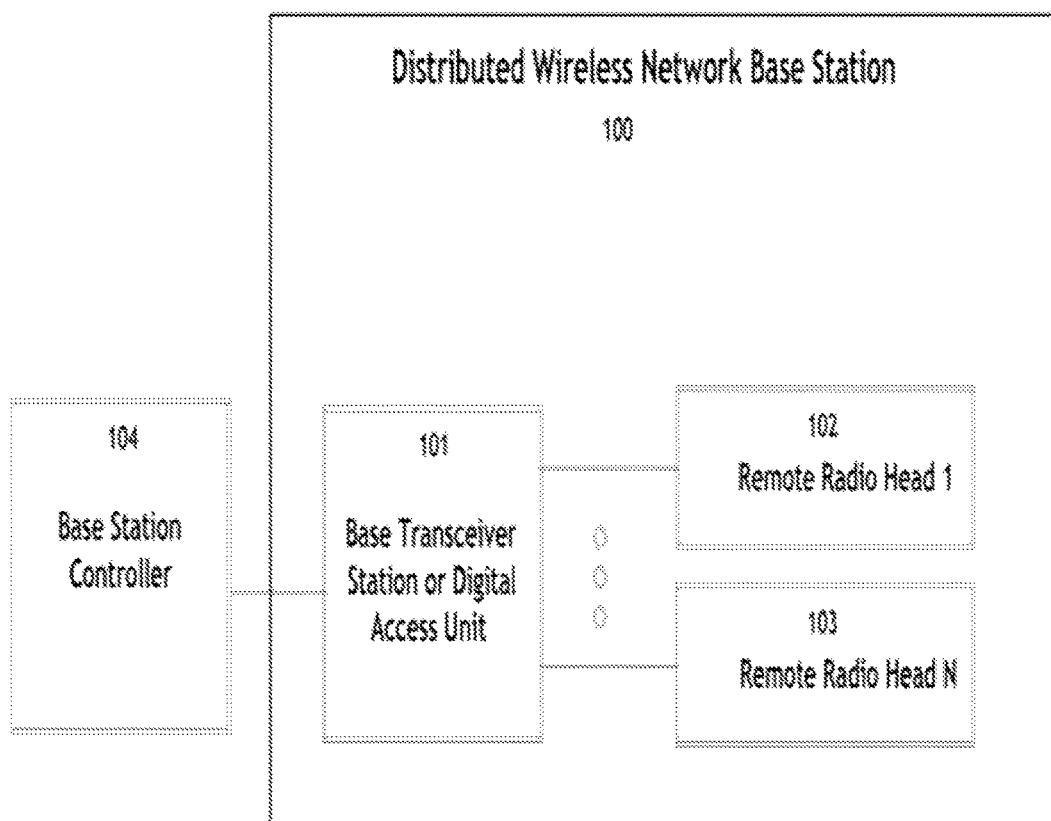 Distributed Wireless Network Base Station
100
104
Base Station
Controller
101
Base Transceiver
Station or Digital
Access Unit
102
Remote Radio Head 1
103
Remote Radio Head N